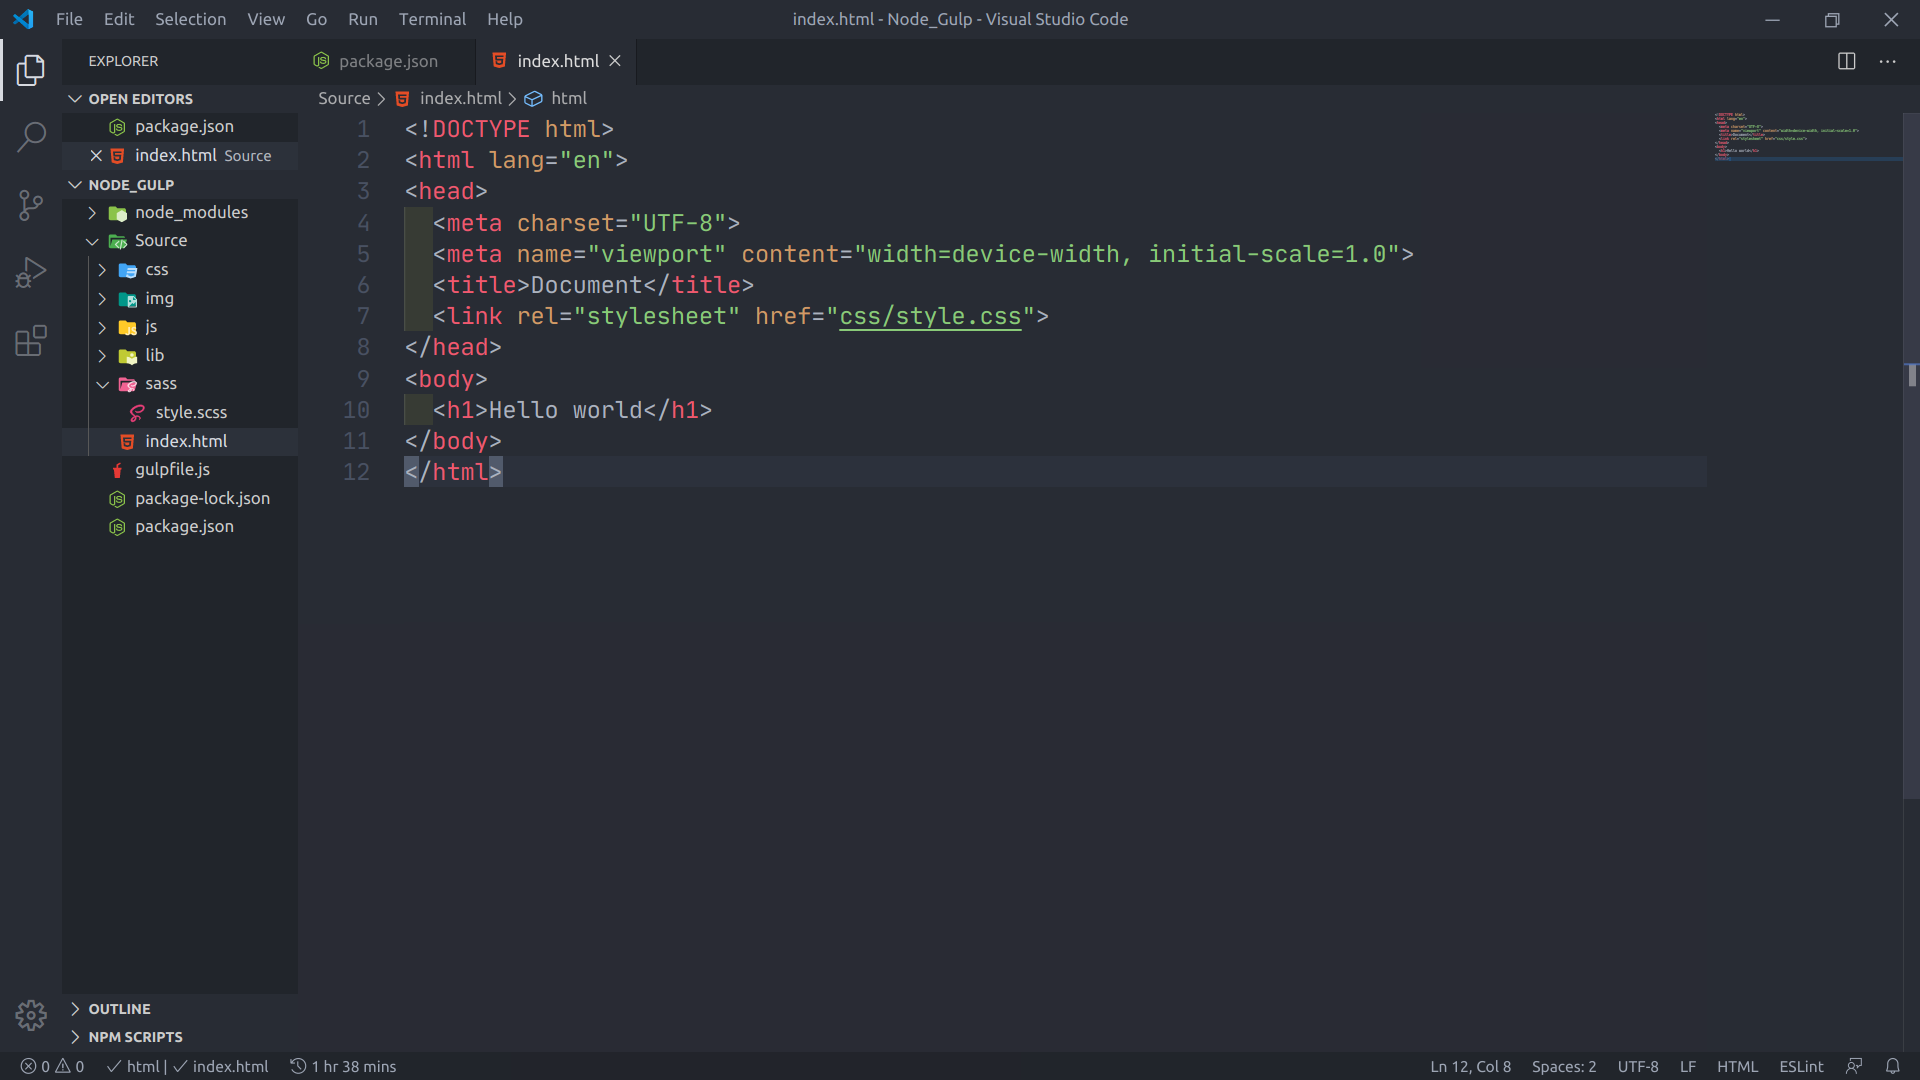 File Edit Selection View Go Run Terminal Help
index.html - Node_Gulp - Visual Studio Code
EXPLORER
package.json
index.html
OPEN EDITORS
package.json
index.html Source
NODE_GULP
node_modules
Source
css
img
js
lib
sass
style.scss
index.html
gulpfile.js
package-lock.json
package.json
OUTLINE
NPM SCRIPTS
Source > index.html > html
1 <!DOCTYPE html>
2 <html lang="en">
3 <head>
4 <meta charset="UTF-8">
5 <meta name="viewport" content="width=device-width, initial-scale=1.0">
6 <title>Document</title>
7 <link rel="stylesheet" href="css/style.css">
8 </head>
9 <body>
10 <h1>Hello world</h1>
11 </body>
12 </html>
0 0 html | index.html 1 hr 38 mins
Ln 12, Col 8 Spaces: 2 UTF-8 LF HTML ESLint